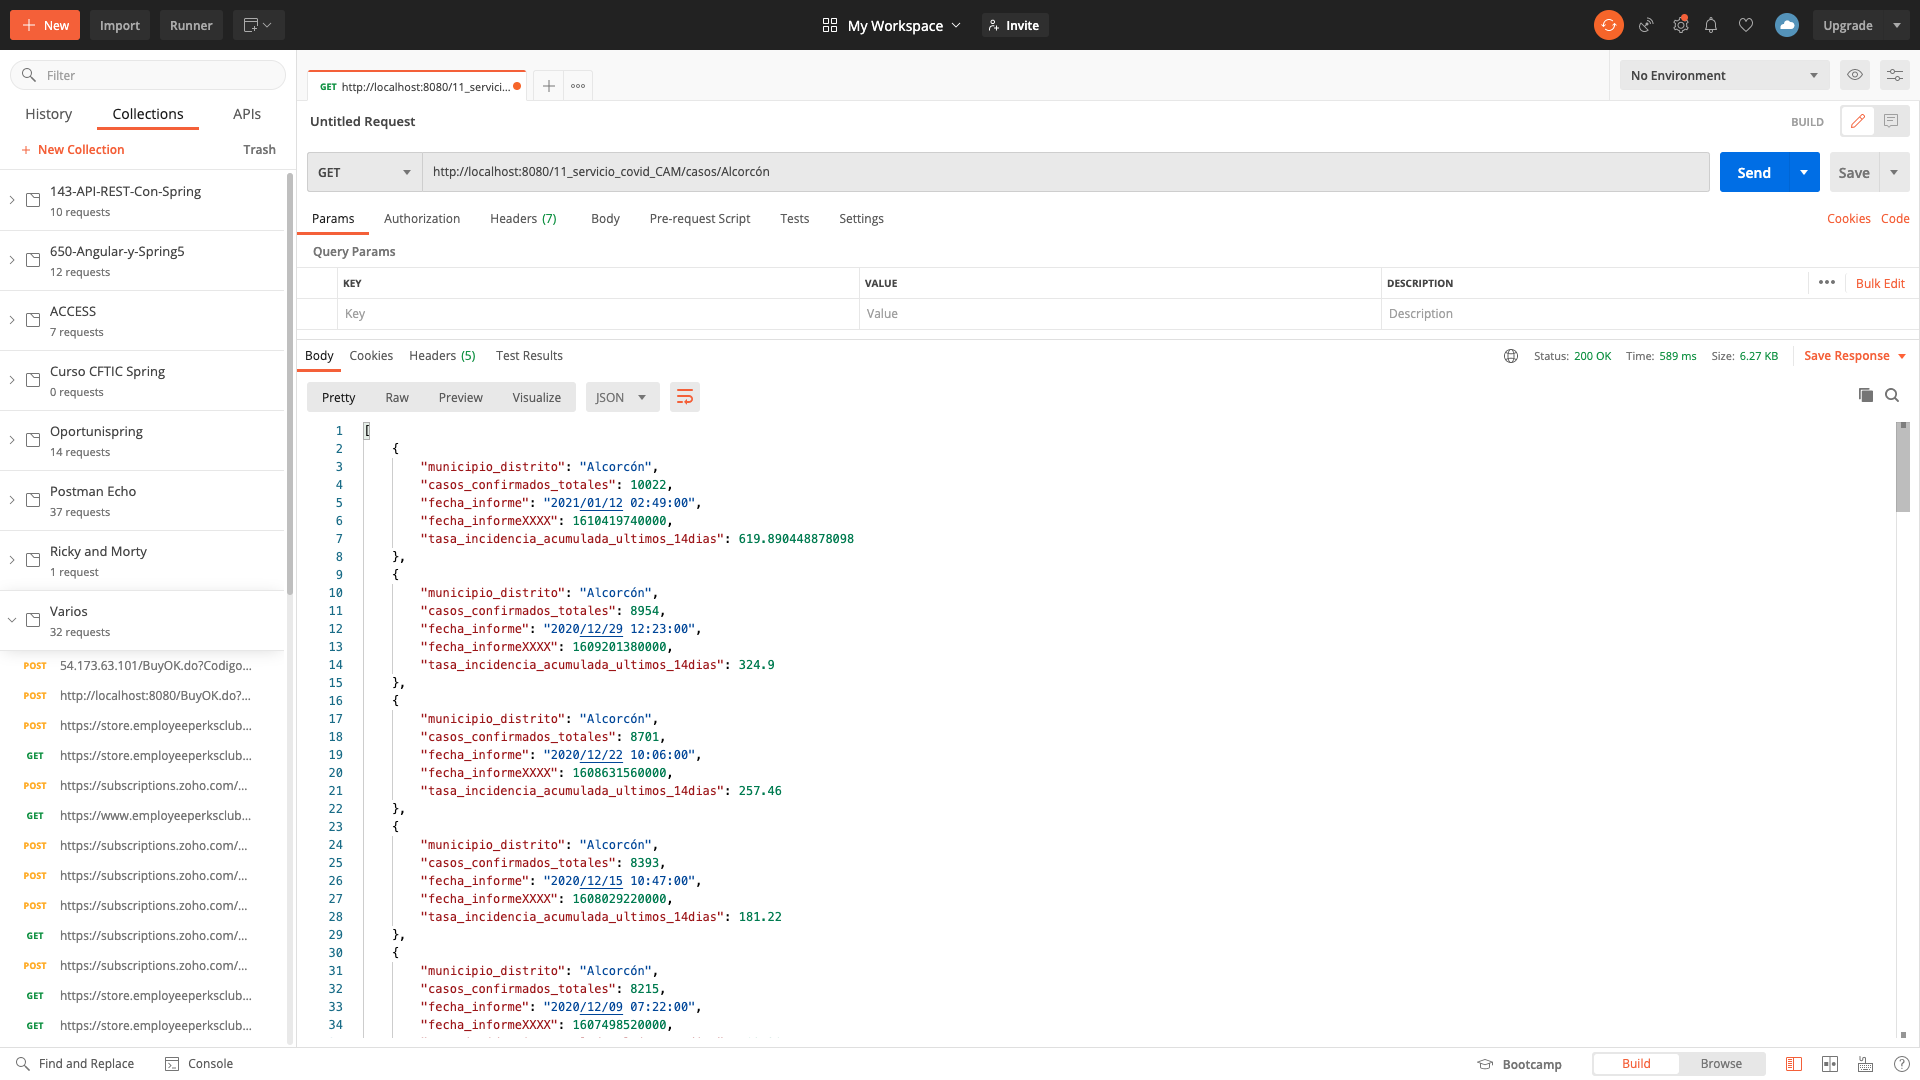 New
Import
Runner
My Workspace
Invite
Upgrade
Filter
History
Collections
APIs
+ New Collection
Trash
143-API-REST-Con-Spring
10 requests
650-Angular-y-Spring5
12 requests
ACCESS
7 requests
Curso CFTIC Spring
0 requests
Oportunispring
14 requests
Postman Echo
37 requests
Ricky and Morty
1 request
Varios
32 requests
POST 54.173.63.101/BuyOK.do?Codigo...
POST http://localhost:8080/BuyOK.do?...
POST https://store.employeeperksclub...
GET https://store.employeeperksclub...
POST https://subscriptions.zoho.com/...
GET https://www.employeeperksclub...
POST https://subscriptions.zoho.com/...
POST https://subscriptions.zoho.com/...
POST https://subscriptions.zoho.com/...
GET https://subscriptions.zoho.com/...
POST https://subscriptions.zoho.com/...
GET https://store.employeeperksclub...
GET https://store.employeeperksclub...
GET http://localhost:8080/11_servici...
No Environment
Untitled Request
BUILD
GET
http://localhost:8080/11_servicio_covid_CAM/casos/Alcorcón
Send
Save
Params
Authorization
Headers (7)
Body
Pre-request Script
Tests
Settings
Cookies
Code
Query Params
KEY
VALUE
DESCRIPTION
Bulk Edit
Key
Value
Description
Body
Cookies
Headers (5)
Test Results
Status: 200 OK
Time: 589 ms
Size: 6.27 KB
Save Response
Pretty
Raw
Preview
Visualize
JSON
1 [
2 {
3 "municipio_distrito": "Alcorcón",
4 "casos_confirmados_totales": 10022,
5 "fecha_informe": "2021/01/12 02:49:00",
6 "fecha_informeXXXX": 1610419740000,
7 "tasa_incidencia_acumulada_ultimos_14dias": 619.890448878098
8 },
9 {
10 "municipio_distrito": "Alcorcón",
11 "casos_confirmados_totales": 8954,
12 "fecha_informe": "2020/12/29 12:23:00",
13 "fecha_informeXXXX": 1609201380000,
14 "tasa_incidencia_acumulada_ultimos_14dias": 324.9
15 },
16 {
17 "municipio_distrito": "Alcorcón",
18 "casos_confirmados_totales": 8701,
19 "fecha_informe": "2020/12/22 10:06:00",
20 "fecha_informeXXXX": 1608631560000,
21 "tasa_incidencia_acumulada_ultimos_14dias": 257.46
22 },
23 {
24 "municipio_distrito": "Alcorcón",
25 "casos_confirmados_totales": 8393,
26 "fecha_informe": "2020/12/15 10:47:00",
27 "fecha_informeXXXX": 1608029220000,
28 "tasa_incidencia_acumulada_ultimos_14dias": 181.22
29 },
30 {
31 "municipio_distrito": "Alcorcón",
32 "casos_confirmados_totales": 8215,
33 "fecha_informe": "2020/12/09 07:22:00",
34 "fecha_informeXXXX": 1607498520000,
Find and Replace
Console
Bootcamp
Build
Browse